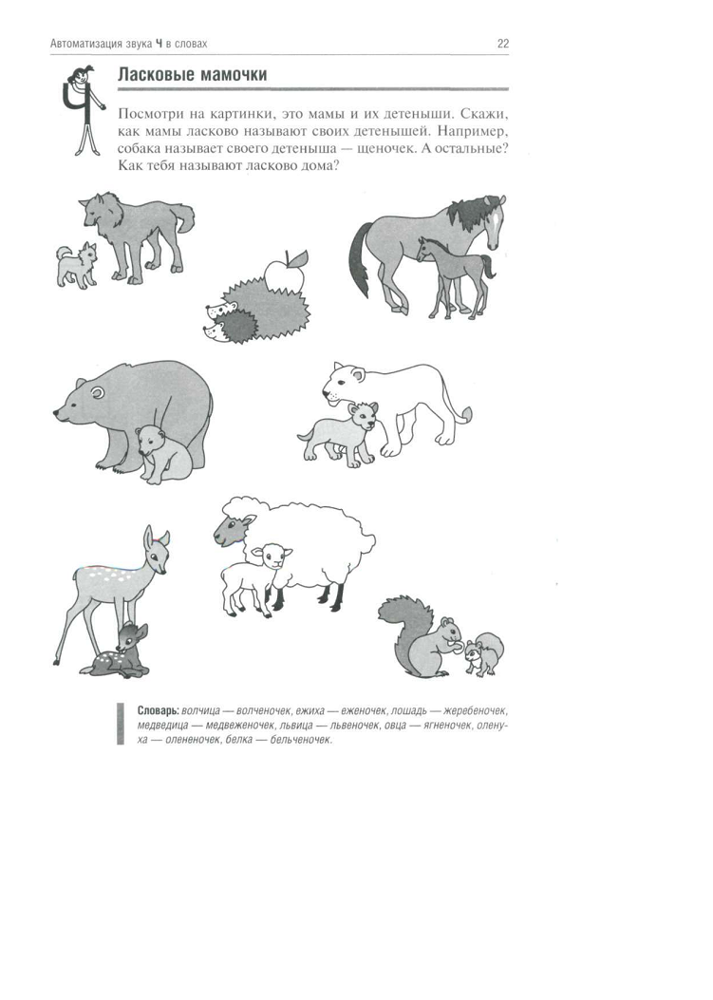 Автоматизация звука Ч в словах 22
Ласковые мамочки
Посмотри на картинки, это мамы и их детеныши. Скажи,
как мамы ласково называют своих детенышей. Например,
собака называет своего детеныша — щеночек. А остальные?
Как тебя называют ласково дома?
Словарь: волчица — волченочек, ежиха — еженочек, лошадь — жеребеночек,
медведица — медвеженочек, львица — львеночек, овца — ягненочек, олену-
ха — олененочек, белка — бельченочек.